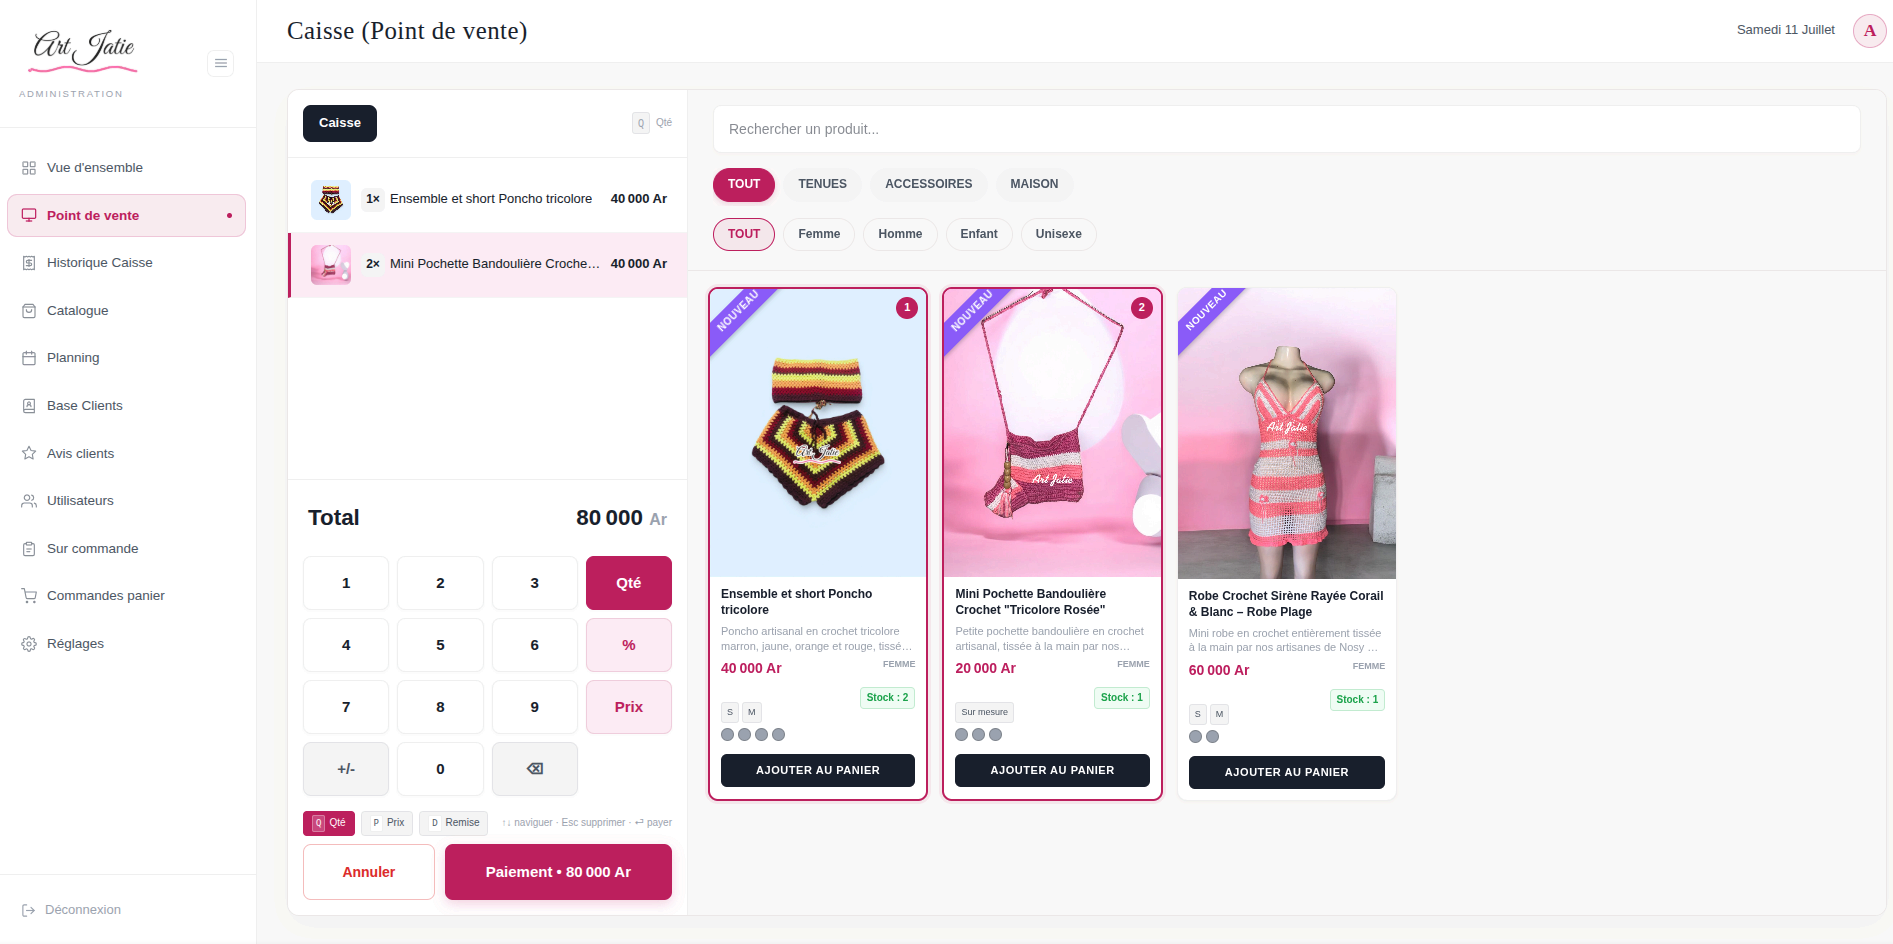 Art Jatie
ADMINISTRATION
Vue d'ensemble
Point de vente
Historique Caisse
Catalogue
Planning
Base Clients
Avis clients
Utilisateurs
Sur commande
Commandes panier
Réglages
Déconnexion
Caisse (Point de vente)
Samedi 11 Juillet
A
Caisse
Q Qté
1× Ensemble et short Poncho tricolore 40 000 Ar
2× Mini Pochette Bandoulière Croche… 40 000 Ar
Total 80 000 Ar
1 2 3 Qté
4 5 6 %
7 8 9 Prix
+/- 0 ⌫
Q Qté P Prix D Remise ↑↓ naviguer · Esc supprimer · ↵ payer
Annuler
Paiement • 80 000 Ar
Rechercher un produit...
TOUT TENUES ACCESSOIRES MAISON
TOUT Femme Homme Enfant Unisexe
NOUVEAU
1
Art Jatie
Ensemble et short Poncho
tricolore
Poncho artisanal en crochet tricolore
marron, jaune, orange et rouge, tissé…
40 000 Ar FEMME
Stock : 2
S M
AJOUTER AU PANIER
NOUVEAU
2
Art Jatie
Mini Pochette Bandoulière
Crochet "Tricolore Rosée"
Petite pochette bandoulière en crochet
artisanal, tissée à la main par nos…
20 000 Ar FEMME
Stock : 1
Sur mesure
AJOUTER AU PANIER
NOUVEAU
Art Jatie
Robe Crochet Sirène Rayée Corail
& Blanc – Robe Plage
Mini robe en crochet entièrement tissée
à la main par nos artisanes de Nosy …
60 000 Ar FEMME
Stock : 1
S M
AJOUTER AU PANIER